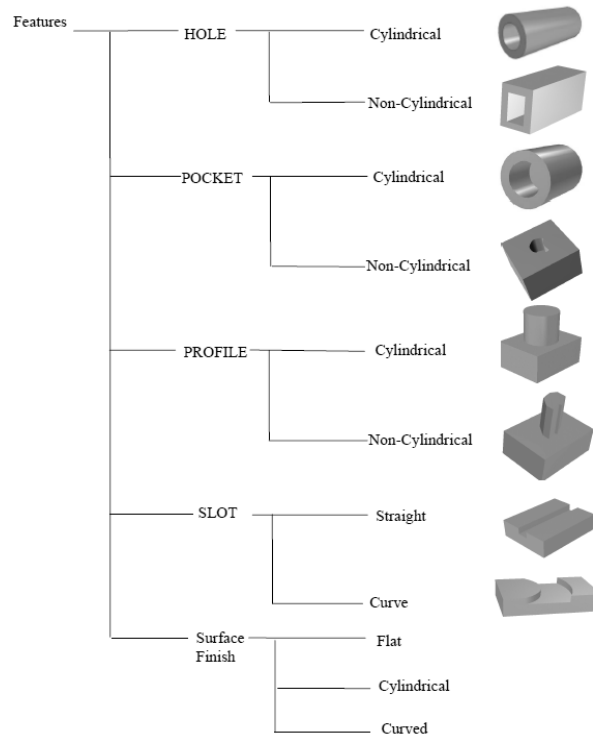 Features
HOLE
Cylindrical
Non-Cylindrical
POCKET
Cylindrical
Non-Cylindrical
PROFILE
Cylindrical
Non-Cylindrical
SLOT
Straight
Curve
Surface
Finish
Flat
Cylindrical
Curved